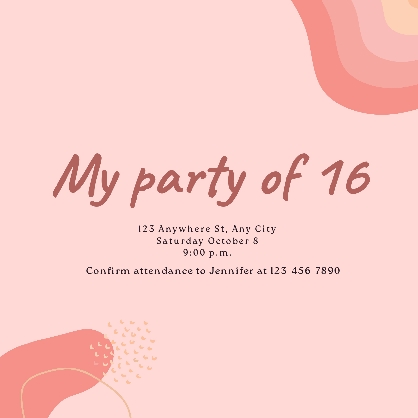 My party of 16
123 Anywhere St, Any City
Saturday October 8
9:00 p.m.
Confirm attendance to Jennifer at 123 456 7890